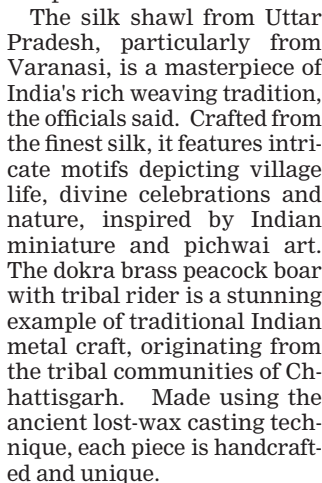 The silk shawl from Uttar
Pradesh, particularly from
Varanasi, is a masterpiece of
India's rich weaving tradition,
the officials said. Crafted from
the finest silk, it features intri-
cate motifs depicting village
life, divine celebrations and
nature, inspired by Indian
miniature and pichwai art.
The dokra brass peacock boar
with tribal rider is a stunning
example of traditional Indian
metal craft, originating from
the tribal communities of Ch-
hattisgarh. Made using the
ancient lost-wax casting tech-
nique, each piece is handcraft-
ed and unique.